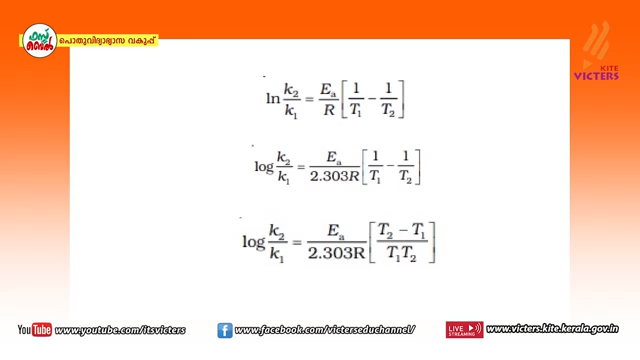 ഫസ്റ്റ് ബെൽ
പൊതുവിദ്യാഭ്യാസ വകുപ്പ്
KITE VICTERS
ln k₂/k₁ = Eₐ/R [1/T₁ − 1/T₂]
log k₂/k₁ = Eₐ/2.303R [1/T₁ − 1/T₂]
log k₂/k₁ = Eₐ/2.303R [T₂ − T₁/T₁T₂]
YouTube www.youtube.com/itsvicters f www.facebook.com/victerseduchannel/ LIVE STREAMING www.victers.kite.kerala.gov.in